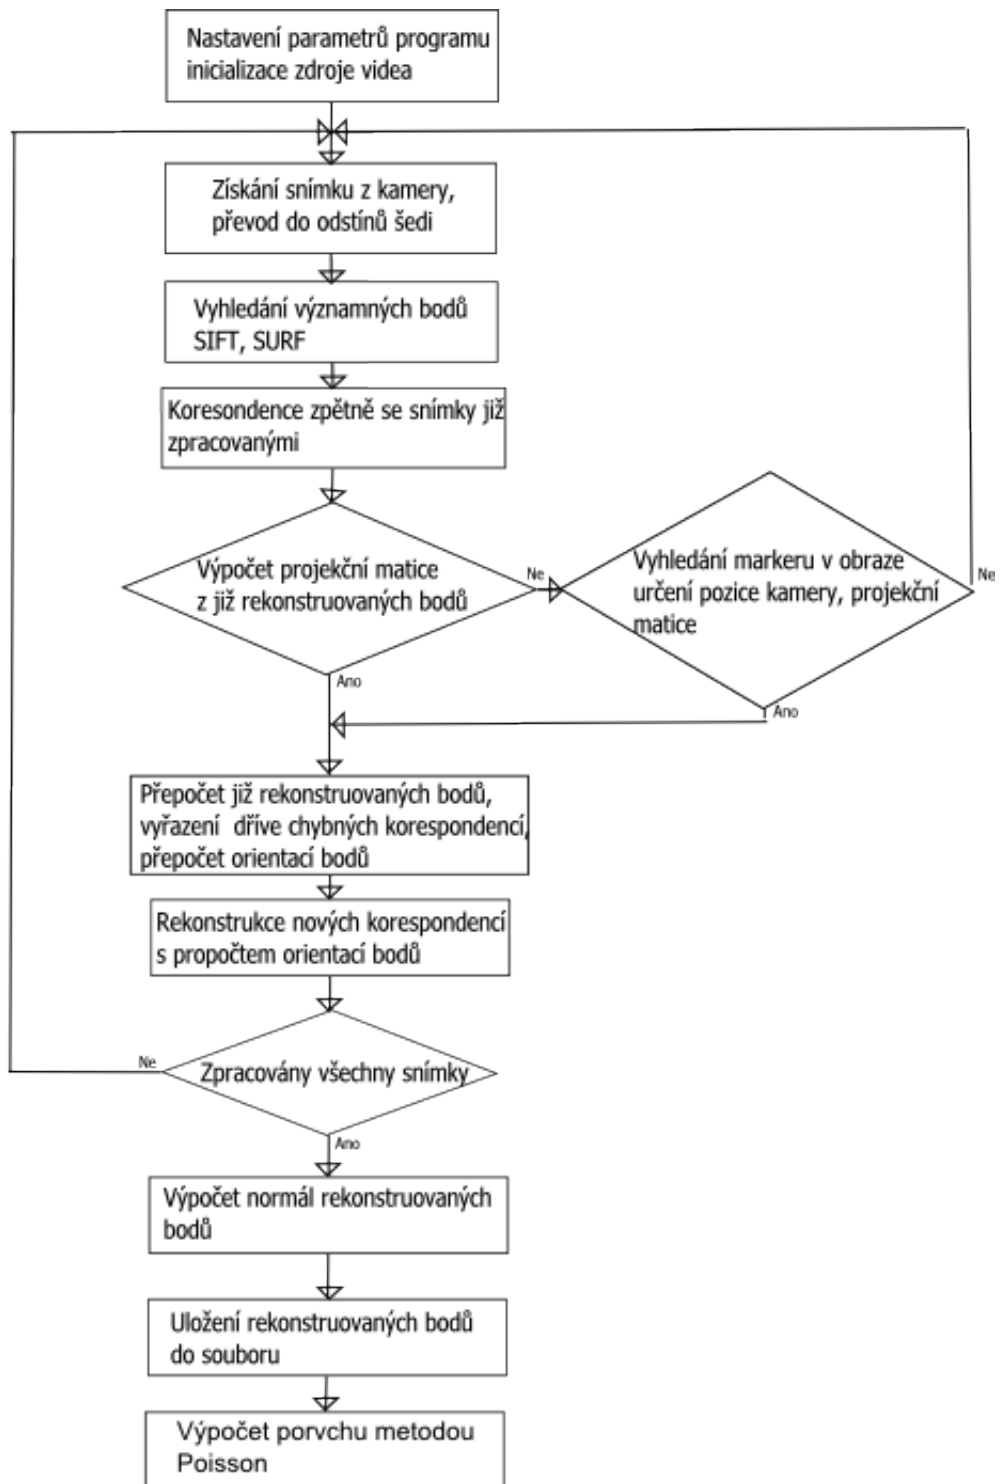 Nastavení parametrů programu
inicializace zdroje videa
Získání snímku z kamery,
převod do odstínů šedi
Vyhledání významných bodů
SIFT, SURF
Koresondence zpětně se snímky již
zpracovanými
Výpočet projekční matice
z již rekonstruovaných bodů
Ne
Vyhledání markeru v obraze
určení pozice kamery, projekční
matice
Ne
Ano
Ano
Přepočet již rekonstruovaných bodů,
vyřazení dříve chybných korespondencí,
přepočet orientací bodů
Rekonstrukce nových korespondencí
s propočtem orientací bodů
Ne
Zpracovány všechny snímky
Ano
Výpočet normál rekonstruovaných
bodů
Uložení rekonstruovaných bodů
do souboru
Výpočet porvchu metodou
Poisson